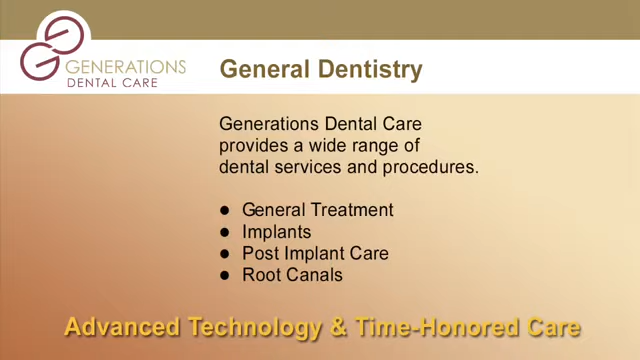 GENERATIONS
DENTAL CARE
General Dentistry
Generations Dental Care
provides a wide range of
dental services and procedures.
● General Treatment
● Implants
● Post Implant Care
● Root Canals
Advanced Technology & Time-Honored Care